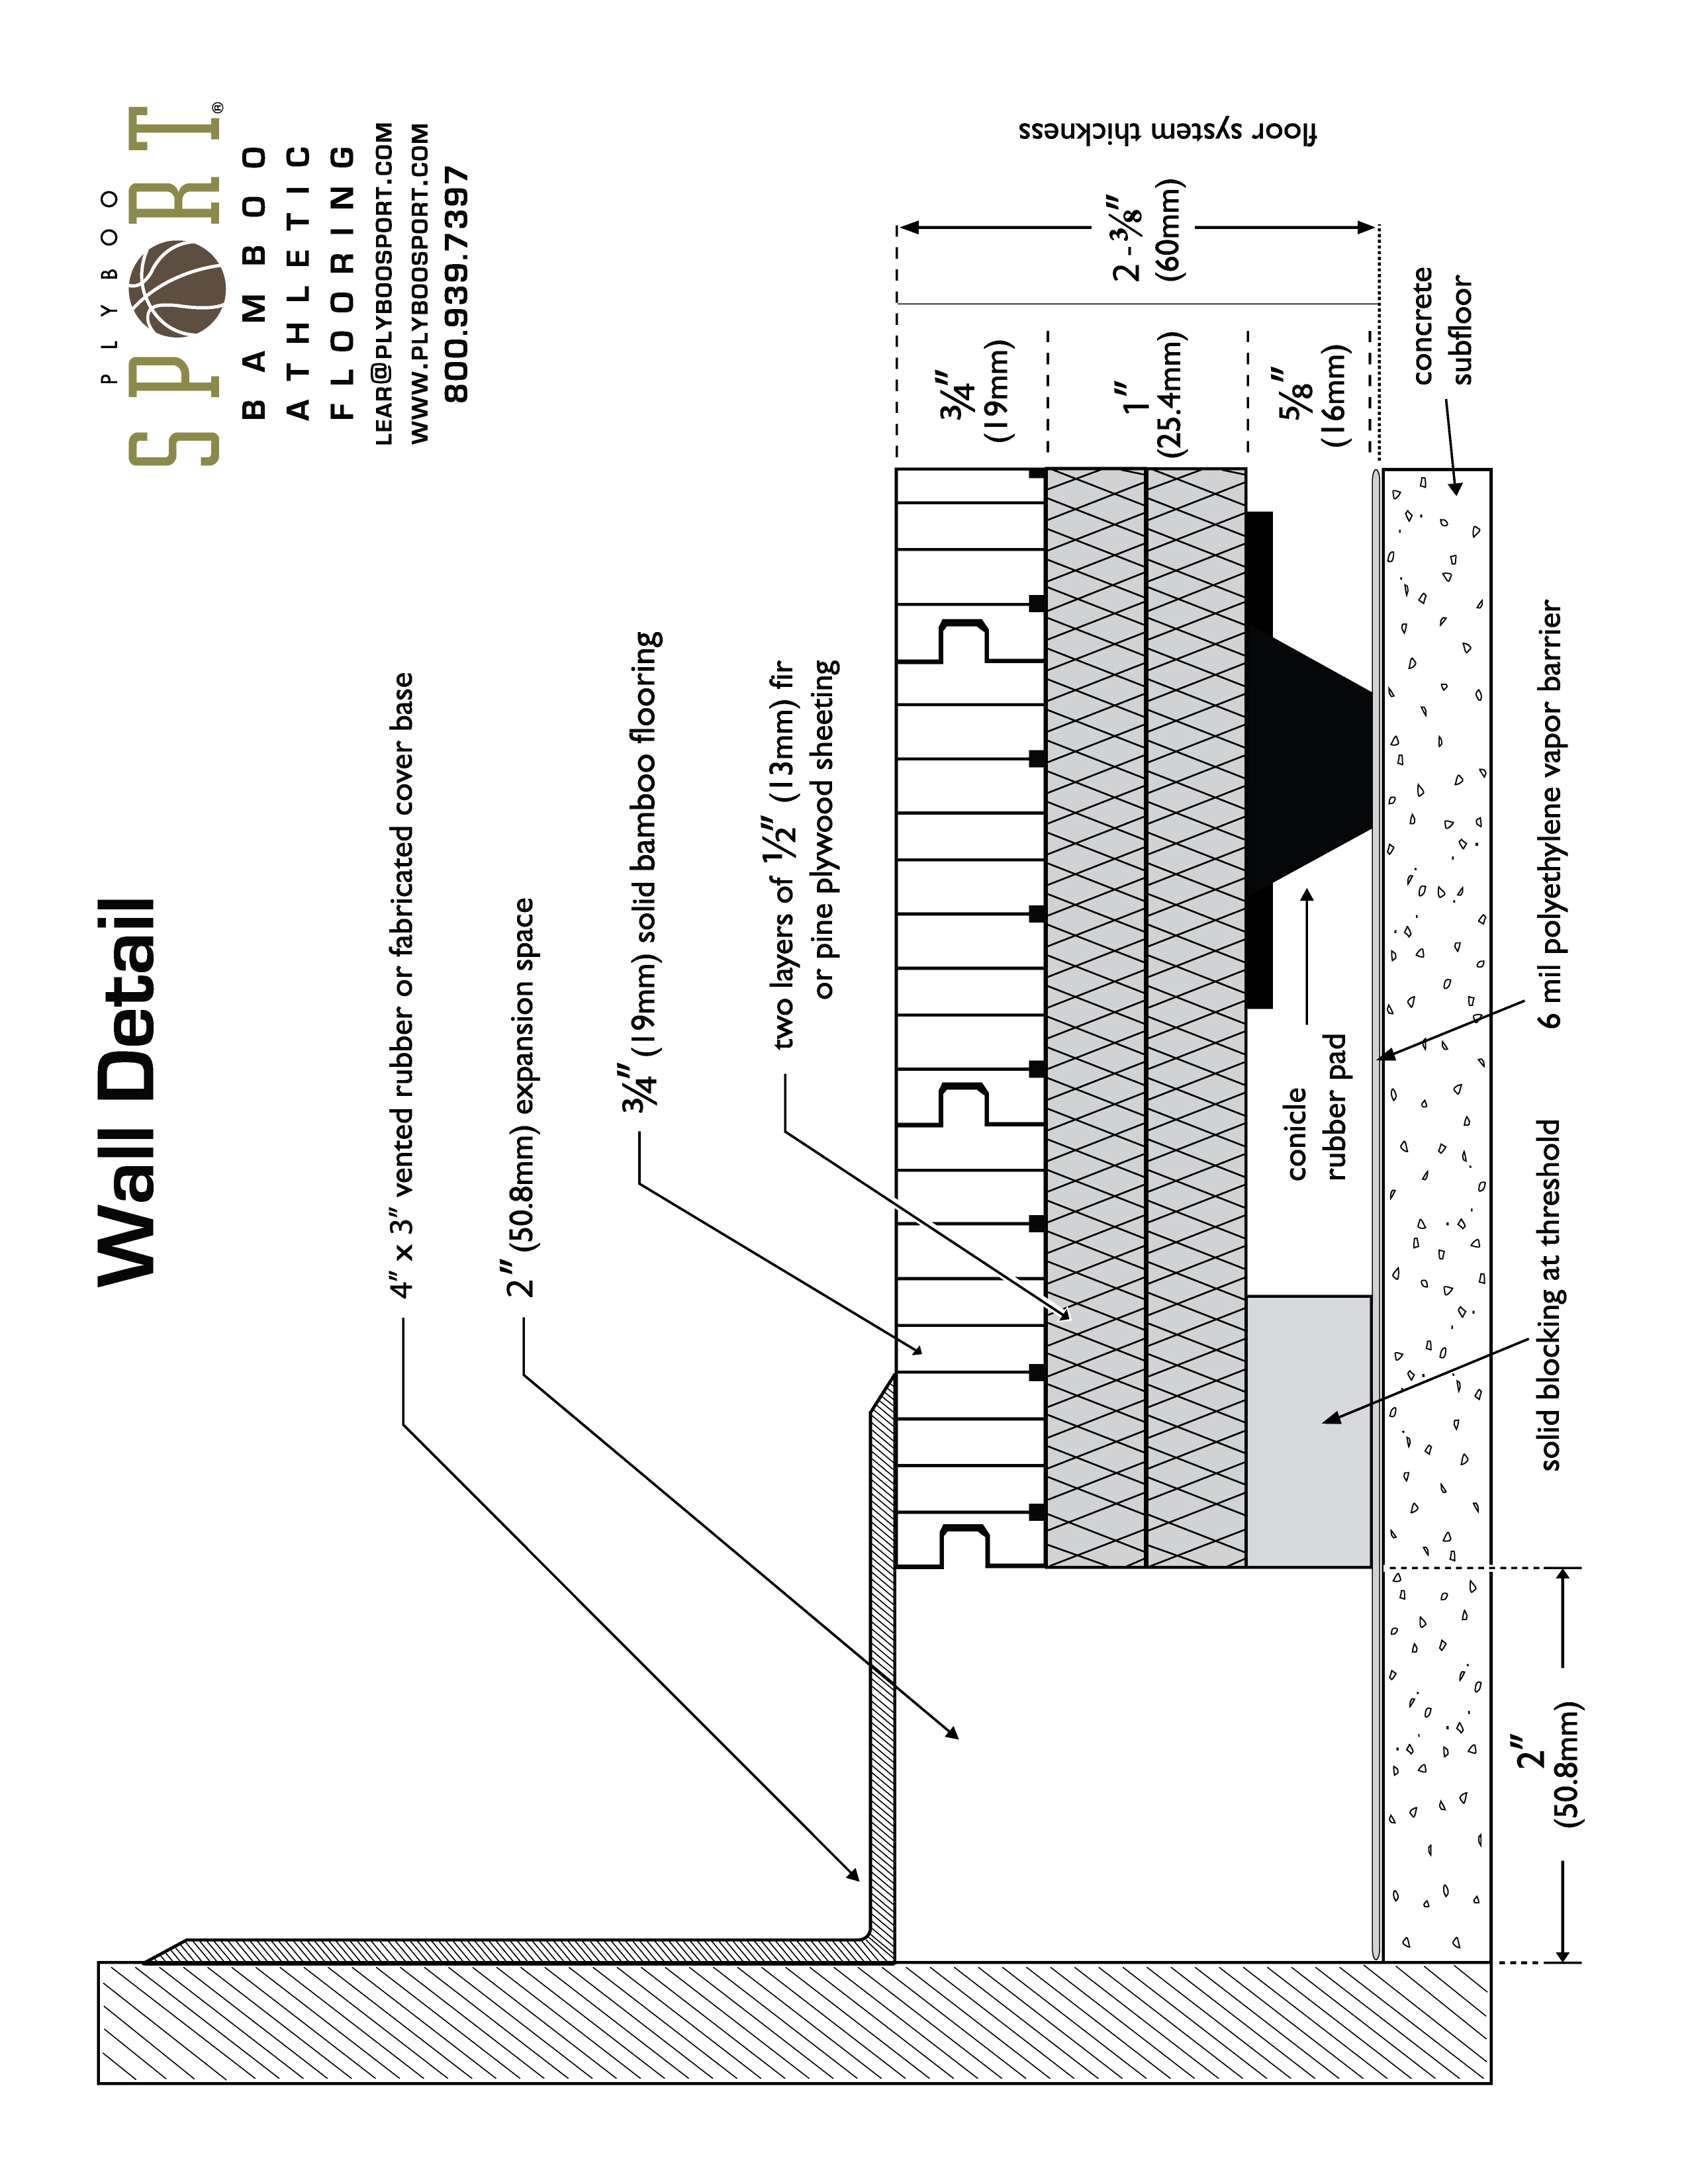 Wall Detail
PLYBOO
SPORT®
BAMBOO
ATHLETIC
FLOORING
LEAR@PLYBOOSPORT.COM
WWW.PLYBOOSPORT.COM
800.939.7397
4” x 3” vented rubber or fabricated cover base
2” (50.8mm) expansion space
¾” (19mm) solid bamboo flooring
two layers of ½” (13mm) fir
or pine plywood sheeting
¾”
(19mm)
1”
(25.4mm)
⅝”
(16mm)
2-⅜”
(60mm)
floor system thickness
conicle
rubber pad
concrete
subfloor
2”
(50.8mm)
solid blocking at threshold
6 mil polyethylene vapor barrier